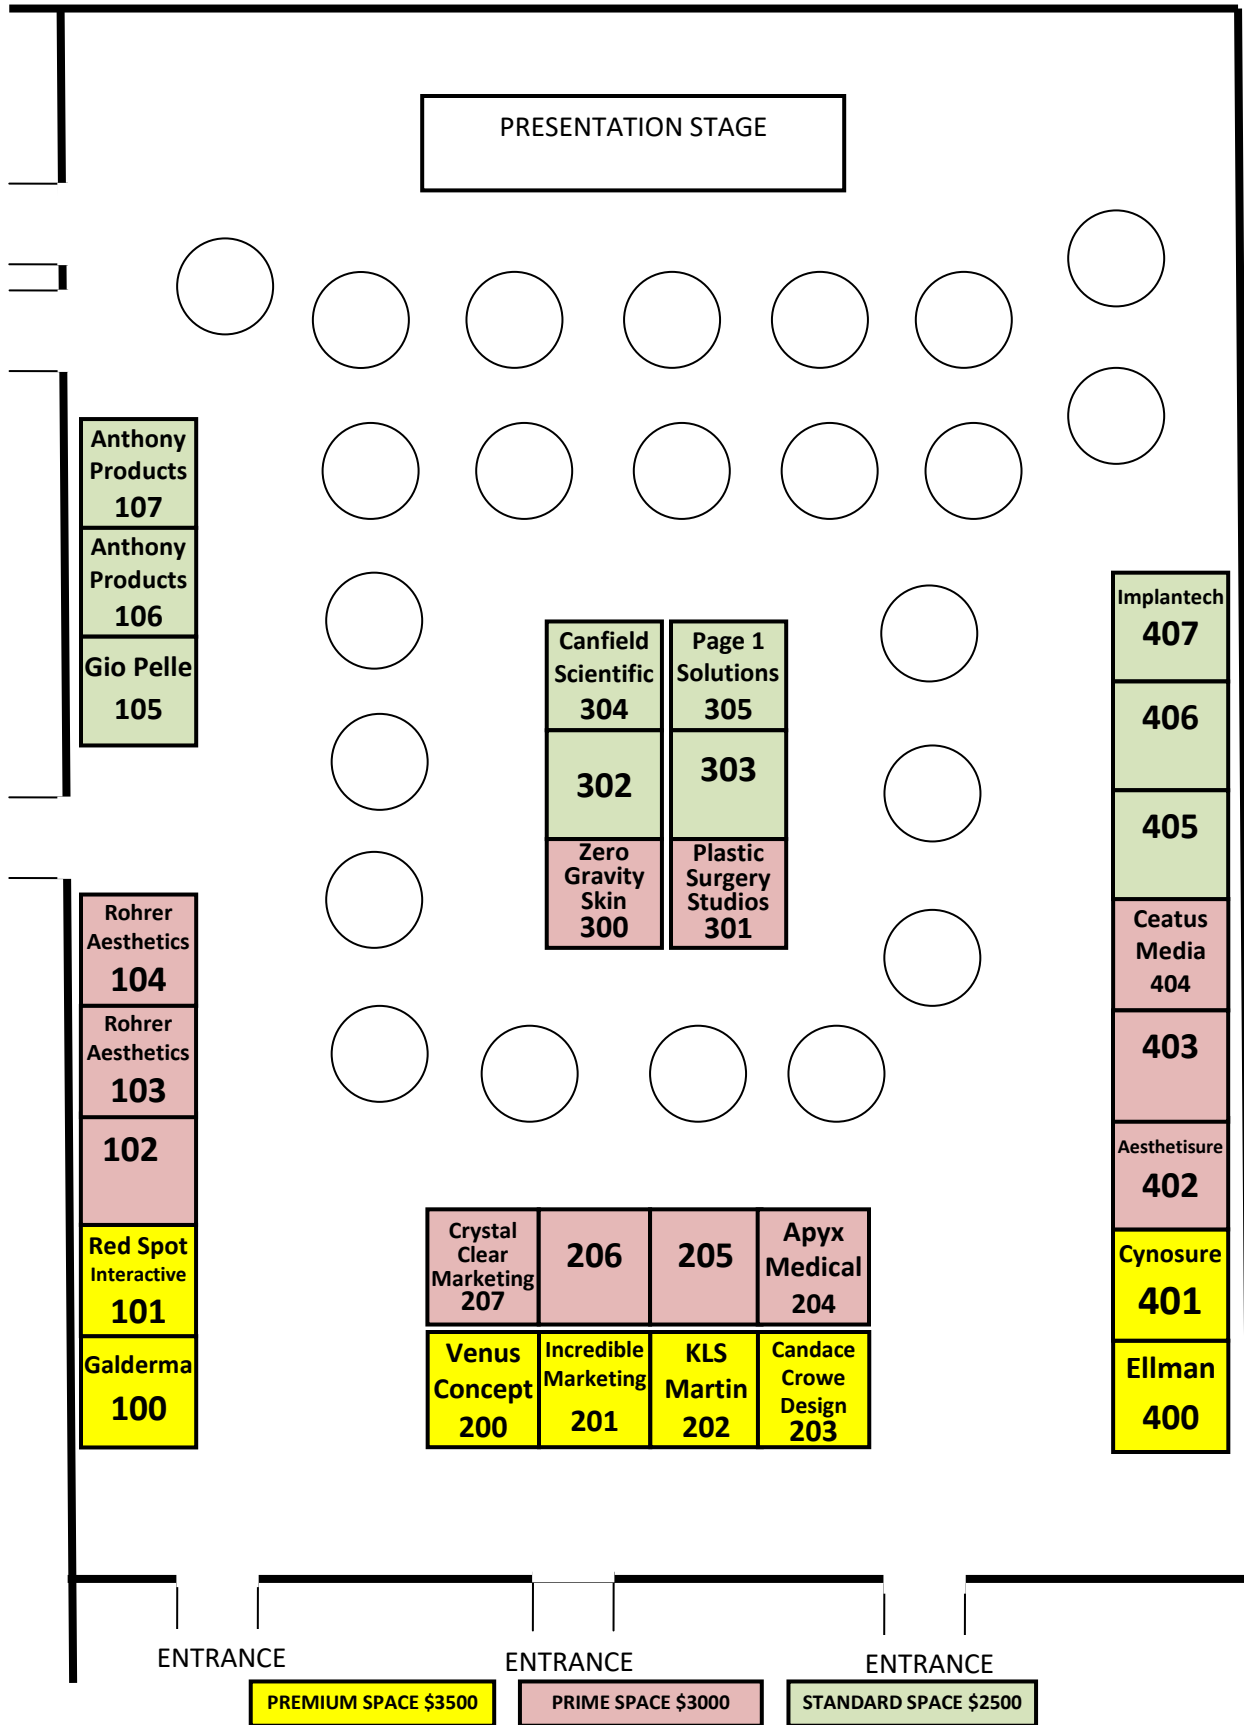 PRESENTATION STAGE
Anthony
Products
107
Anthony
Products
106
Gio Pelle
105
Rohrer
Aesthetics
104
Rohrer
Aesthetics
103
102
Red Spot
Interactive
101
Galderma
100
Canfield
Scientific
304
Page 1
Solutions
305
302
303
Zero
Gravity
Skin
300
Plastic
Surgery
Studios
301
Crystal
Clear
Marketing
207
206
205
Apyx
Medical
204
Venus
Concept
200
Incredible
Marketing
201
KLS
Martin
202
Candace
Crowe
Design
203
Implantech
407
406
405
Ceatus
Media
404
403
Aesthetisure
402
Cynosure
401
Ellman
400
ENTRANCE
ENTRANCE
ENTRANCE
PREMIUM SPACE $3500
PRIME SPACE $3000
STANDARD SPACE $2500